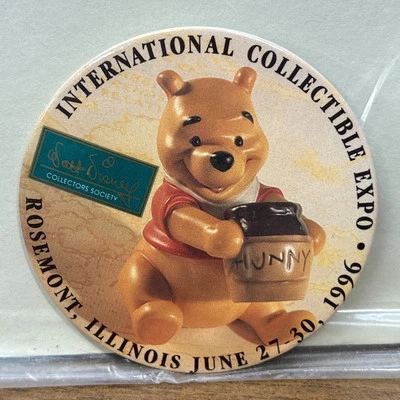 INTERNATIONAL COLLECTIBLE EXPO •
ROSEMONT, ILLINOIS JUNE 27-30, 1996
Walt Disney
COLLECTORS SOCIETY
HUNNY